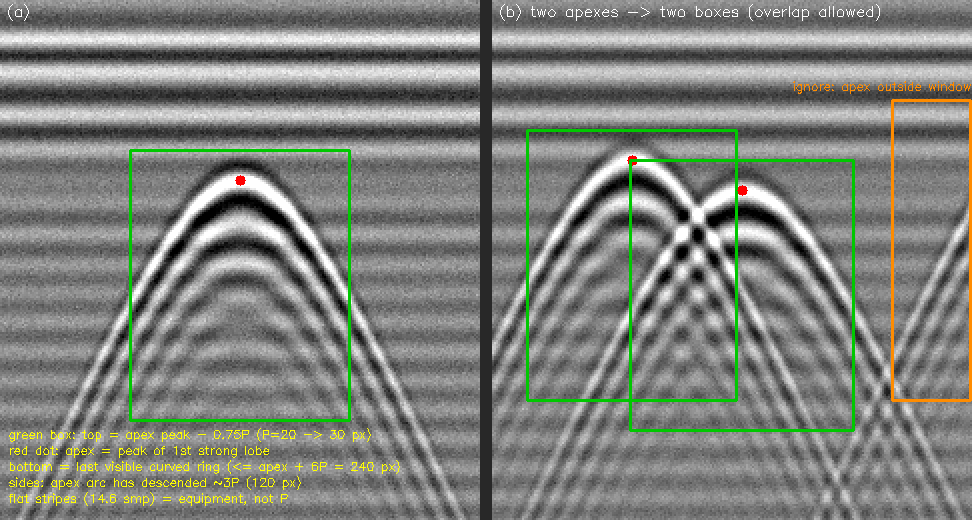 (a)
(b) two apexes -> two boxes (overlap allowed)
ignore: apex outside window
green box: top = apex peak - 0.75P (P=20 -> 30 px)
red dot: apex = peak of 1st strong lobe
bottom = last visible curved ring (<= apex + 6P = 240 px)
sides: apex arc has descended ~3P (120 px)
flat stripes (14.6 smp) = equipment, not P